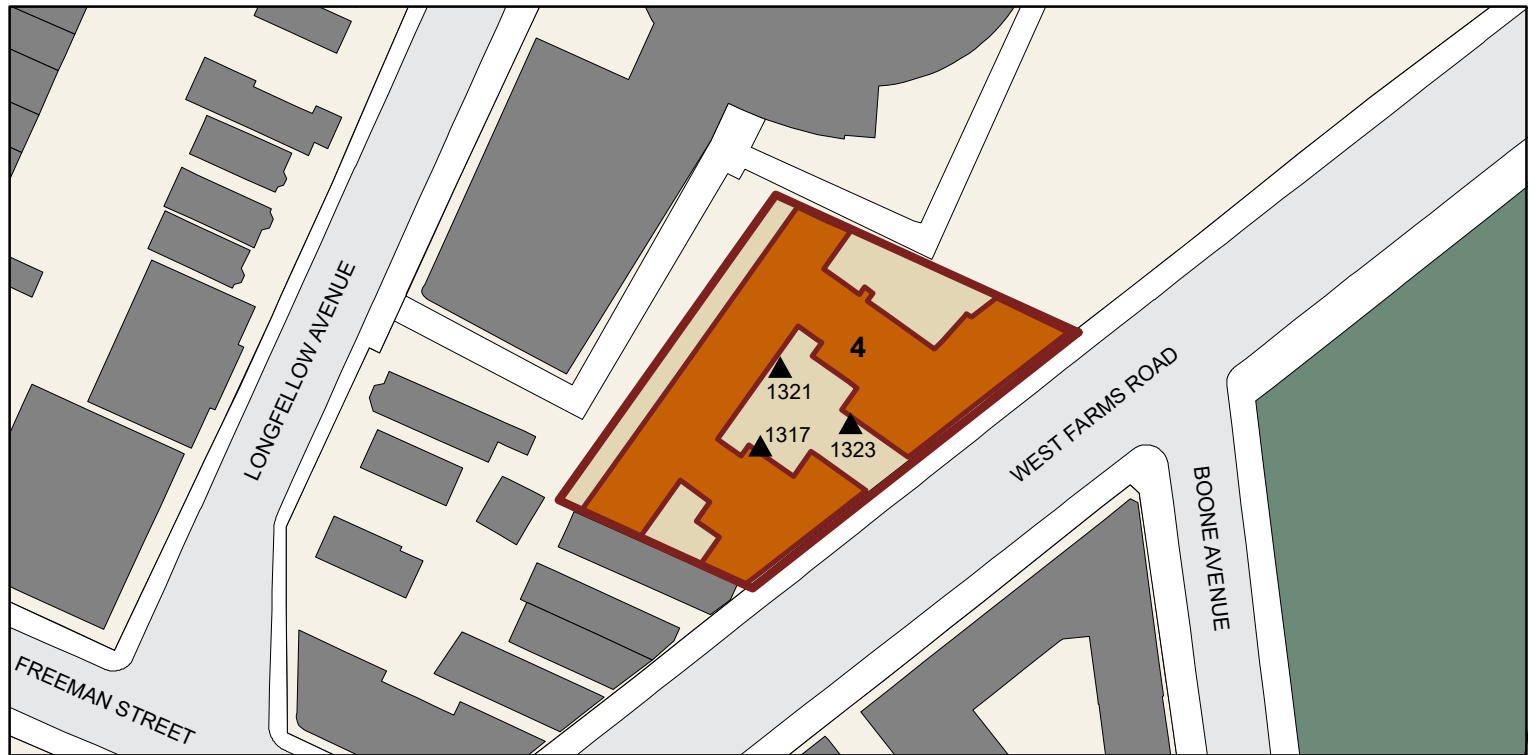 LONGFELLOW AVENUE
4
1321
1317
1323
WEST FARMS ROAD
BOONE AVENUE
FREEMAN STREET